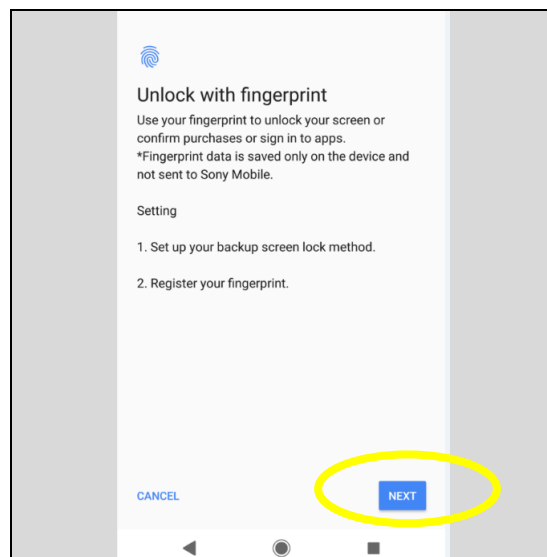 Unlock with fingerprint
Use your fingerprint to unlock your screen or
confirm purchases or sign in to apps.
*Fingerprint data is saved only on the device and
not sent to Sony Mobile.
Setting
1. Set up your backup screen lock method.
2. Register your fingerprint.
CANCEL
NEXT